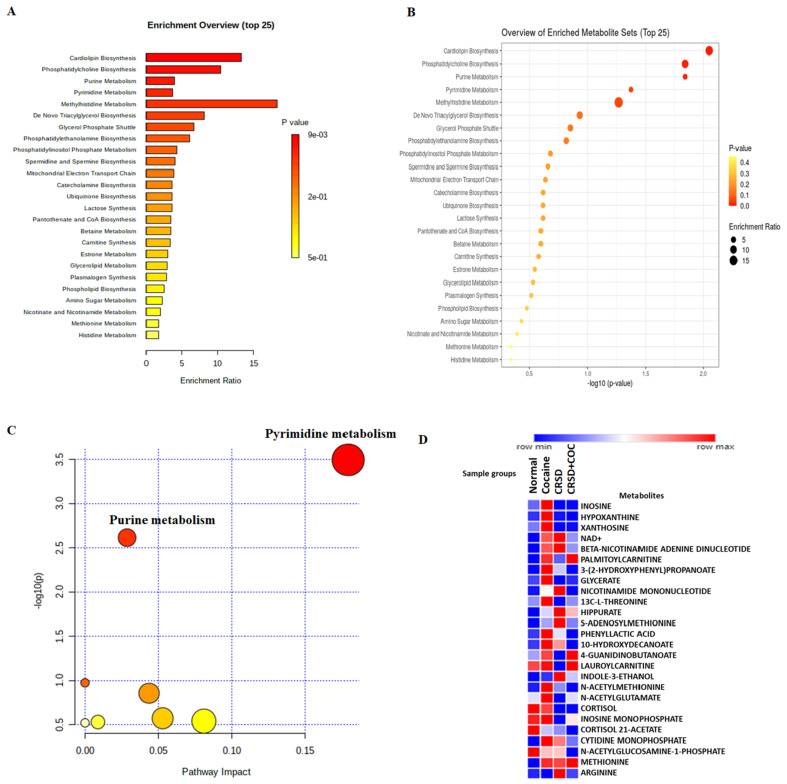 A
Enrichment Overview (top 25)
Cardiolipin Biosynthesis
Phosphatidylcholine Biosynthesis
Purine Metabolism
Pyrimidine Metabolism
Methylhistidine Metabolism
De Novo Triacylglycerol Biosynthesis
Glycerol Phosphate Shuttle
Phosphatidylethanolamine Biosynthesis
Phosphatidylinositol Phosphate Metabolism
Spermidine and Spermine Biosynthesis
Mitochondrial Electron Transport Chain
Catecholamine Biosynthesis
Ubiquinone Biosynthesis
Lactose Synthesis
Pantothenate and CoA Biosynthesis
Betaine Metabolism
Carnitine Synthesis
Estrone Metabolism
Glycerolipid Metabolism
Plasmalogen Synthesis
Phospholipid Biosynthesis
Amino Sugar Metabolism
Nicotinate and Nicotinamide Metabolism
Methionine Metabolism
Histidine Metabolism
0 5 10 15
Enrichment Ratio
P value
9e-03
2e-01
5e-01
B
Overview of Enriched Metabolite Sets (Top 25)
Cardiolipin Biosynthesis
Phosphatidylcholine Biosynthesis
Purine Metabolism
Pyrimidine Metabolism
Methylhistidine Metabolism
De Novo Triacylglycerol Biosynthesis
Glycerol Phosphate Shuttle
Phosphatidylethanolamine Biosynthesis
Phosphatidylinositol Phosphate Metabolism
Spermidine and Spermine Biosynthesis
Mitochondrial Electron Transport Chain
Catecholamine Biosynthesis
Ubiquinone Biosynthesis
Lactose Synthesis
Pantothenate and CoA Biosynthesis
Betaine Metabolism
Carnitine Synthesis
Estrone Metabolism
Glycerolipid Metabolism
Plasmalogen Synthesis
Phospholipid Biosynthesis
Amino Sugar Metabolism
Nicotinate and Nicotinamide Metabolism
Methionine Metabolism
Histidine Metabolism
0.5 1.0 1.5 2.0
-log10 (p-value)
P-value
0.4
0.3
0.2
0.1
0.0
Enrichment Ratio
5
10
15
C
Pyrimidine metabolism
Purine metabolism
3.5
3.0
2.5
2.0
1.5
1.0
0.5
-log10(p)
0.00 0.05 0.10 0.15
Pathway Impact
D
row min row max
Sample groups
Normal
Cocaine
CRSD
CRSD+COC
Metabolites
INOSINE
HYPOXANTHINE
XANTHOSINE
NAD+
BETA-NICOTINAMIDE ADENINE DINUCLEOTIDE
PALMITOYLCARNITINE
3-(2-HYDROXYPHENYL)PROPANOATE
GLYCERATE
NICOTINAMIDE MONONUCLEOTIDE
13C-L-THREONINE
HIPPURATE
S-ADENOSYLMETHIONINE
PHENYLLACTIC ACID
10-HYDROXYDECANOATE
4-GUANIDINOBUTANOATE
LAUROYLCARNITINE
INDOLE-3-ETHANOL
N-ACETYLMETHIONINE
N-ACETYLGLUTAMATE
CORTISOL
INOSINE MONOPHOSPHATE
CORTISOL 21-ACETATE
CYTIDINE MONOPHOSPHATE
N-ACETYLGLUCOSAMINE-1-PHOSPHATE
METHIONINE
ARGININE